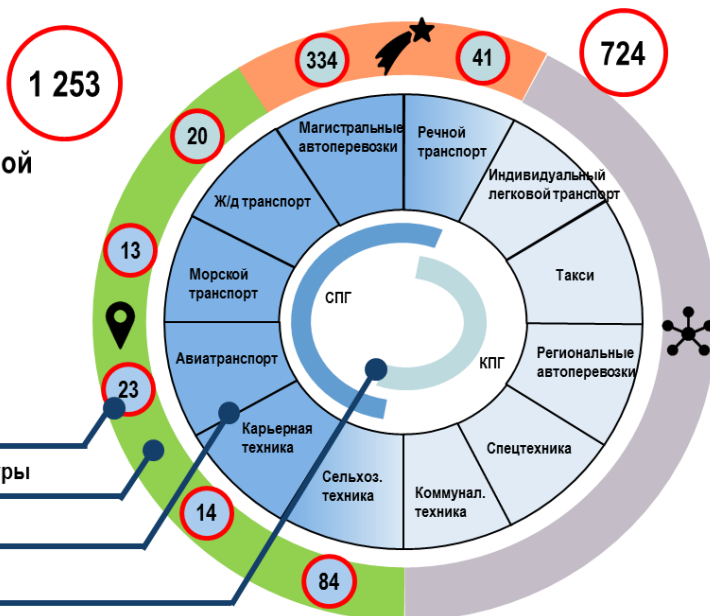 1 253
334
41
724
20
ой
Магистральные
автоперевозки
Речной
транспорт
Индивидуальный
легковой транспорт
Ж/д транспорт
13
Морской
транспорт
СПГ
Такси
Авиатранспорт
КПГ
Региональные
автоперевозки
23
Карьерная
техника
Спецтехника
ры
Сельхоз.
техника
Коммунал.
техника
14
84